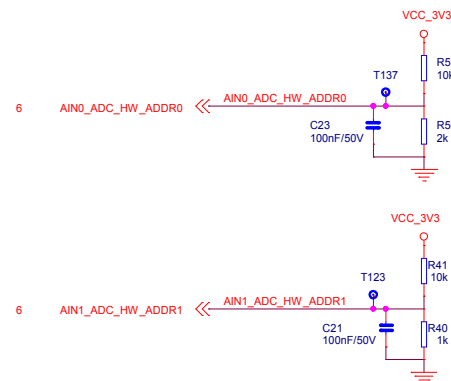 VCC_3V3
R5
10k
T137
6 AIN0_ADC_HW_ADDR0 AIN0_ADC_HW_ADDR0
C23
100nF/50V
R5
2k
VCC_3V3
R41
10k
T123
6 AIN1_ADC_HW_ADDR1 AIN1_ADC_HW_ADDR1
C21
100nF/50V
R40
1k